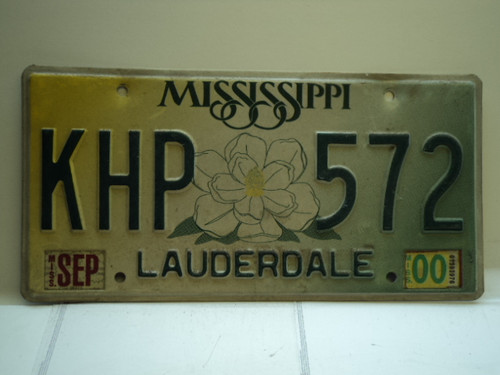 MISSISSIPPI
KHP 572
SEP LAUDERDALE 00